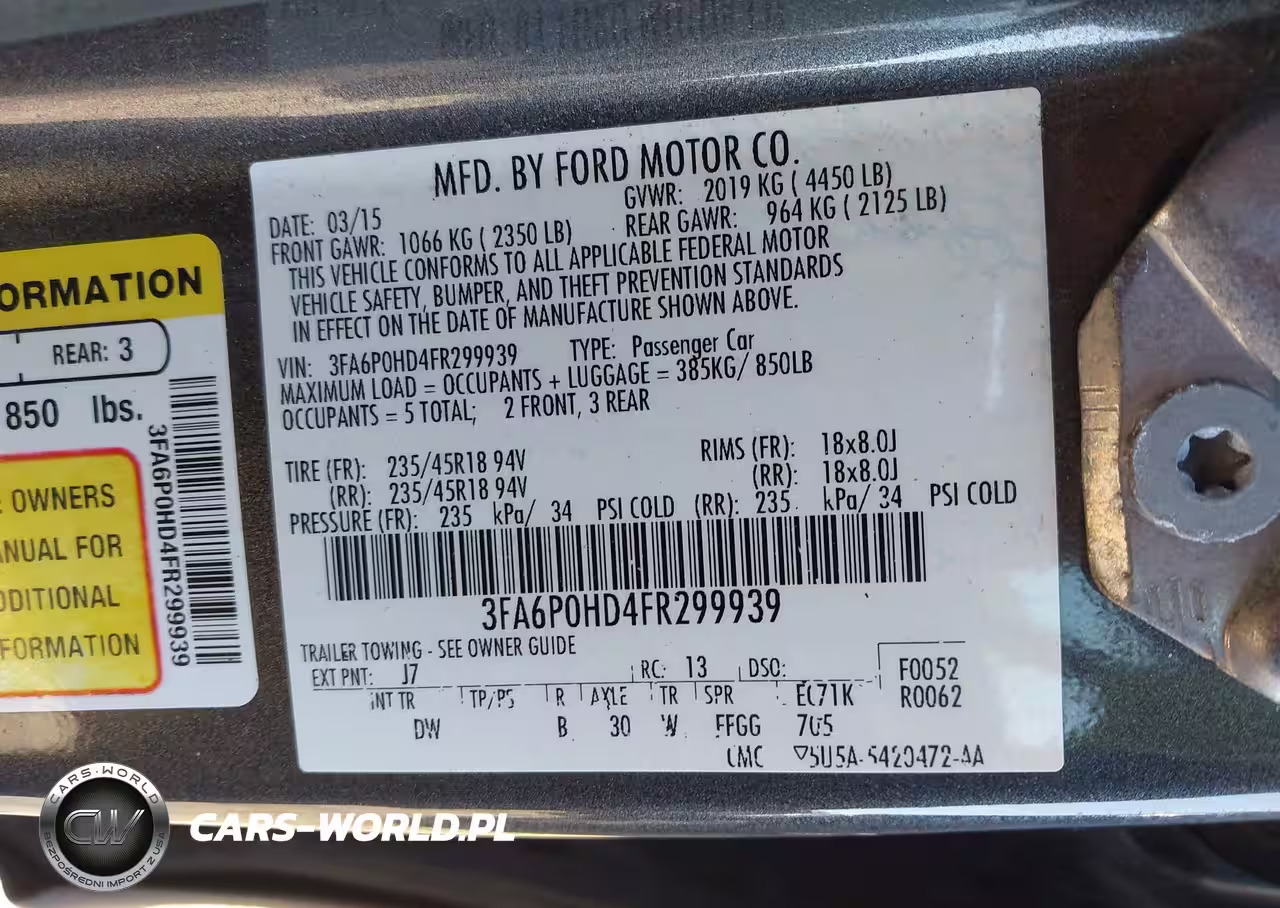 ORMATION
REAR: 3
850 lbs.
3FA6P0HD4FR299939
OWNERS
ANUAL FOR
DDITIONAL
FORMATION
MFD. BY FORD MOTOR CO.
DATE: 03/15 GVWR: 2019 KG ( 4450 LB)
FRONT GAWR: 1066 KG ( 2350 LB) REAR GAWR: 964 KG ( 2125 LB)
THIS VEHICLE CONFORMS TO ALL APPLICABLE FEDERAL MOTOR
VEHICLE SAFETY, BUMPER, AND THEFT PREVENTION STANDARDS
IN EFFECT ON THE DATE OF MANUFACTURE SHOWN ABOVE.
VIN: 3FA6P0HD4FR299939 TYPE: Passenger Car
MAXIMUM LOAD = OCCUPANTS + LUGGAGE = 385KG/ 850LB
OCCUPANTS = 5 TOTAL; 2 FRONT, 3 REAR
TIRE (FR): 235/45R18 94V RIMS (FR): 18x8.0J
(RR): 235/45R18 94V (RR): 18x8.0J
PRESSURE (FR): 235 kPa/ 34 PSI COLD (RR): 235 kPa/ 34 PSI COLD
3FA6P0HD4FR299939
TRAILER TOWING - SEE OWNER GUIDE
EXT PNT: J7 RC: 13 DSO: F0052
INT TR TP/PS R AXLE TR SPR EC71K R0062
DW B 30 W FFGG
CARS-WORLD
CW
BEZPOŚREDNI IMPORT Z USA
CARS-WORLD.PL